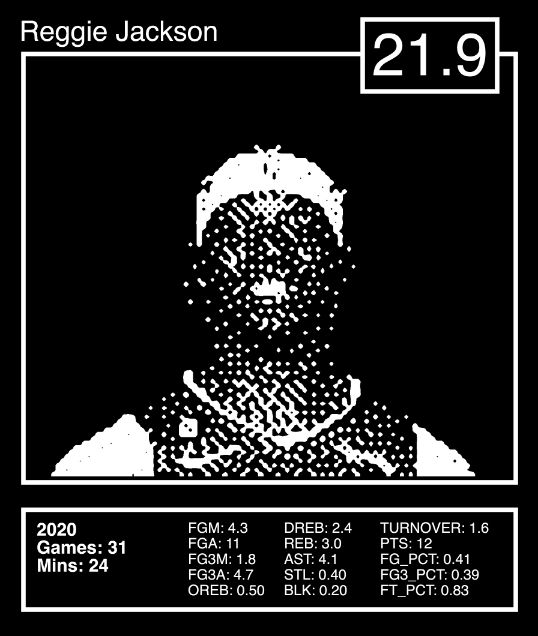 Reggie Jackson
21.9
2020
Games: 31
Mins: 24
FGM: 4.3
FGA: 11
FG3M: 1.8
FG3A: 4.7
OREB: 0.50
DREB: 2.4
REB: 3.0
AST: 4.1
STL: 0.40
BLK: 0.20
TURNOVER: 1.6
PTS: 12
FG_PCT: 0.41
FG3_PCT: 0.39
FT_PCT: 0.83